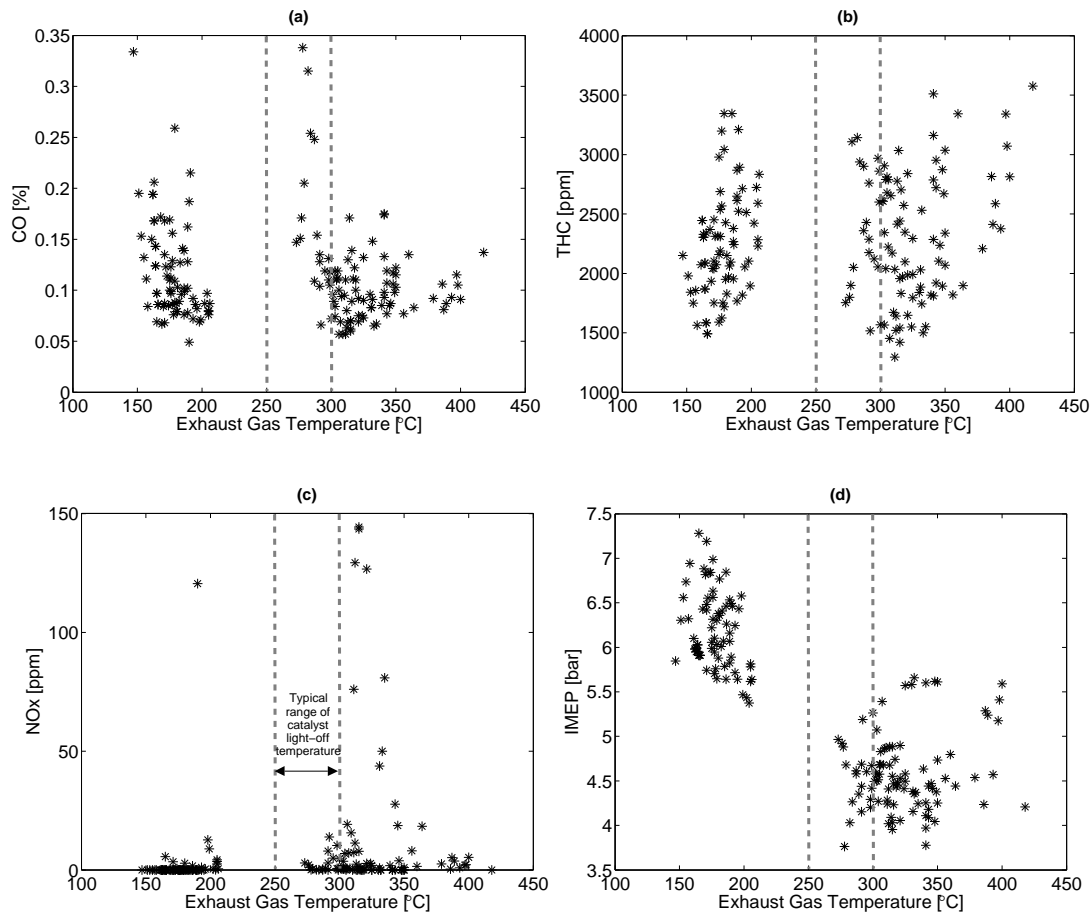 (a)
0.35
0.3
0.25
0.2
0.15
0.1
0.05
0
CO [%]
100 150 200 250 300 350 400 450
Exhaust Gas Temperature [°C]
(b)
4000
3500
3000
2500
2000
1500
1000
THC [ppm]
100 150 200 250 300 350 400 450
Exhaust Gas Temperature [°C]
(c)
150
100
50
0
NOx [ppm]
Typical
range of
catalyst
light−off
temperature
100 150 200 250 300 350 400 450
Exhaust Gas Temperature [°C]
(d)
7.5
7
6.5
6
5.5
5
4.5
4
3.5
IMEP [bar]
100 150 200 250 300 350 400 450
Exhaust Gas Temperature [°C]